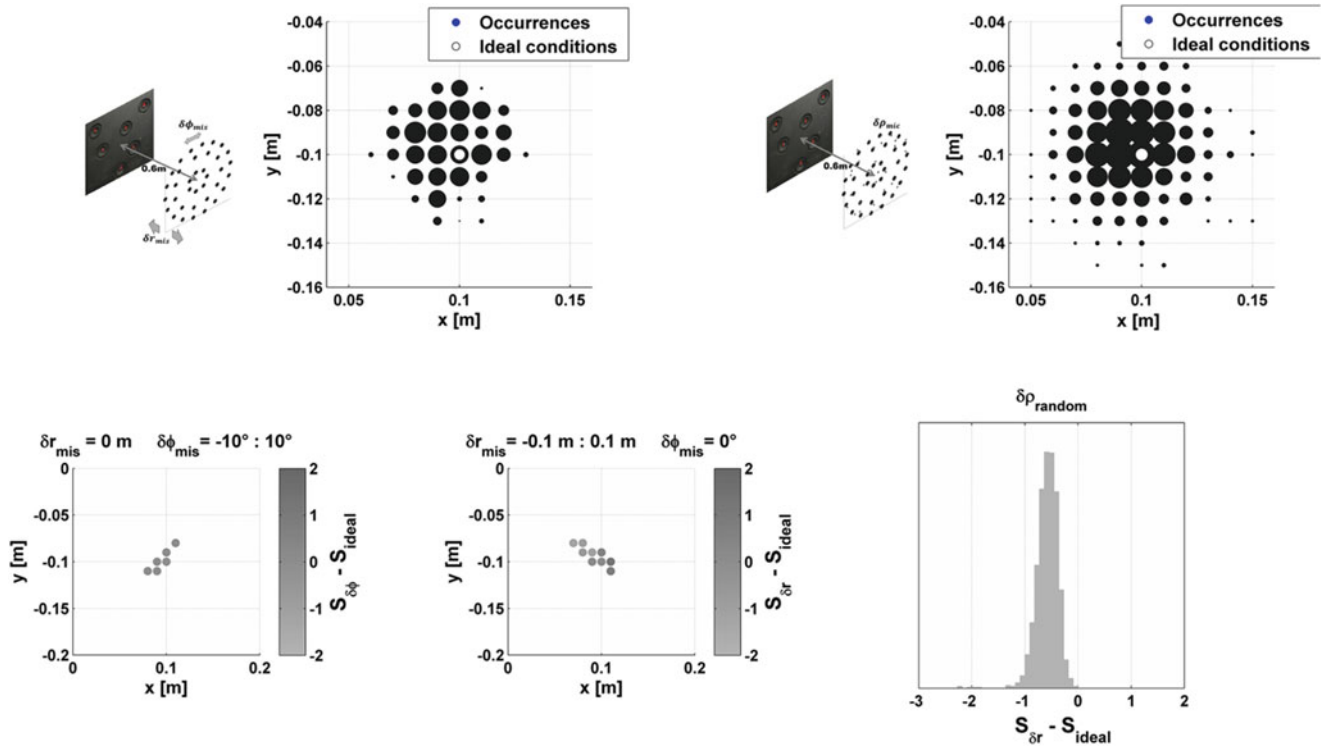 Occurrences
Ideal conditions
-0.04
-0.06
-0.08
-0.1
-0.12
-0.14
-0.16
y [m]
0.05
0.1
0.15
x [m]
δϕmis
0.6m
δrmis
Occurrences
Ideal conditions
-0.04
-0.06
-0.08
-0.1
-0.12
-0.14
-0.16
y [m]
0.05
0.1
0.15
x [m]
δρmic
0.6m
δrmis = 0 m δϕmis = -10° : 10°
0
-0.05
-0.1
-0.15
-0.2
y [m]
0
0.1
0.2
x [m]
2
1
0
-1
-2
Sδϕ - Sideal
δrmis = -0.1 m : 0.1 m δϕmis = 0°
0
-0.05
-0.1
-0.15
-0.2
y [m]
0
0.1
0.2
x [m]
2
1
0
-1
-2
Sδr - Sideal
δρrandom
-3
-2
-1
0
1
2
Sδr - Sideal